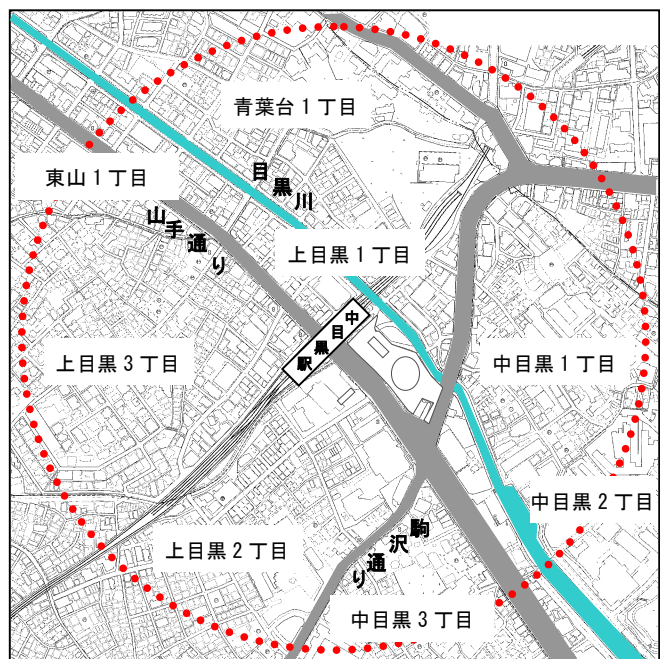 青葉台1丁目
東山1丁目
目黒川
山手通り
上目黒1丁目
中目黒駅
上目黒3丁目
中目黒1丁目
中目黒2丁目
駒沢通り
上目黒2丁目
中目黒3丁目